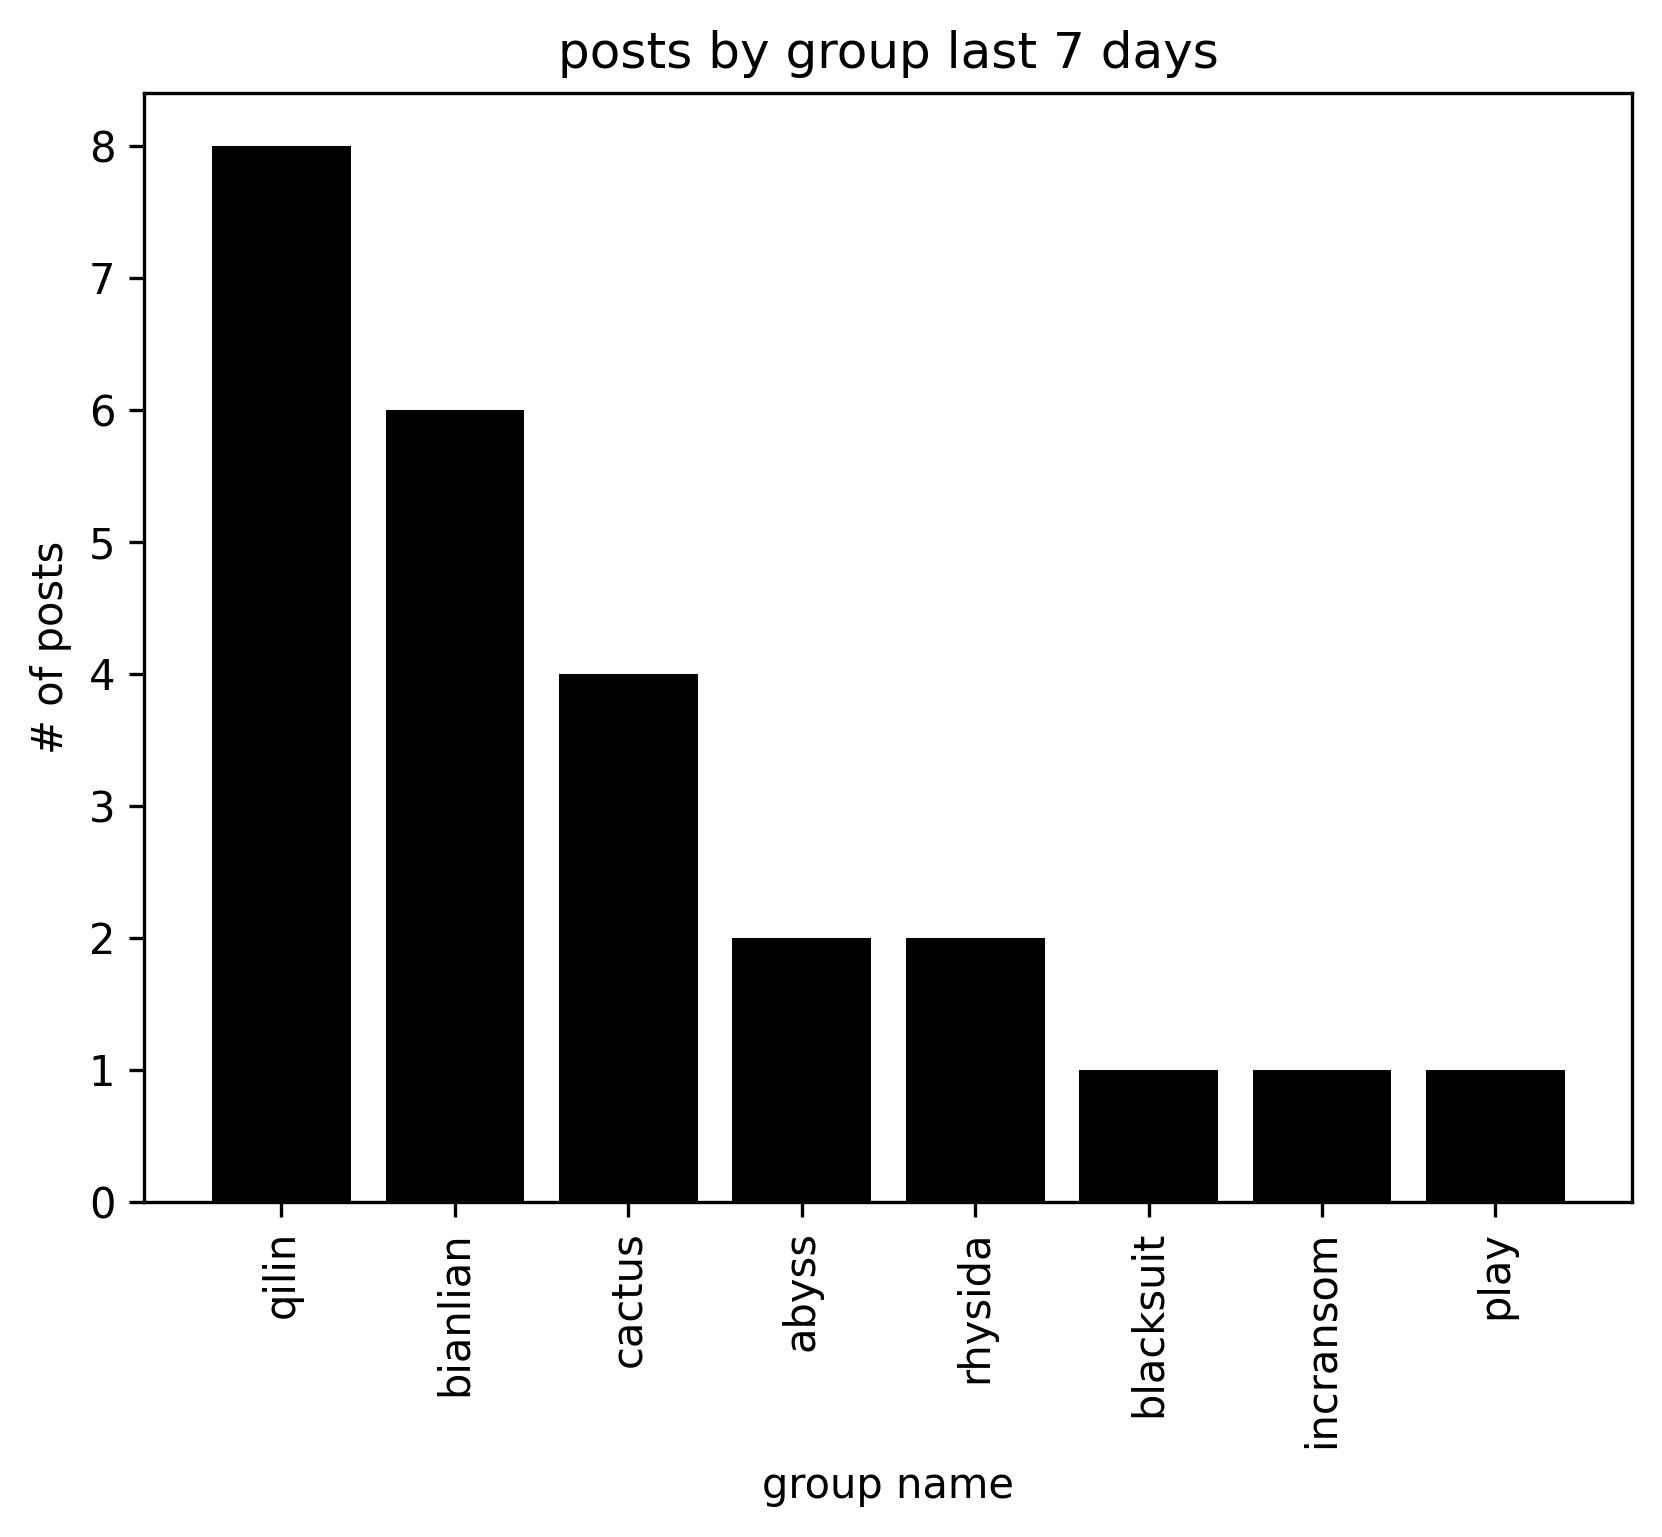 posts by group last 7 days
8
7
6
5
4
3
2
1
0
# of posts
qilin
bianlian
cactus
abyss
rhysida
blacksuit
incransom
play
group name